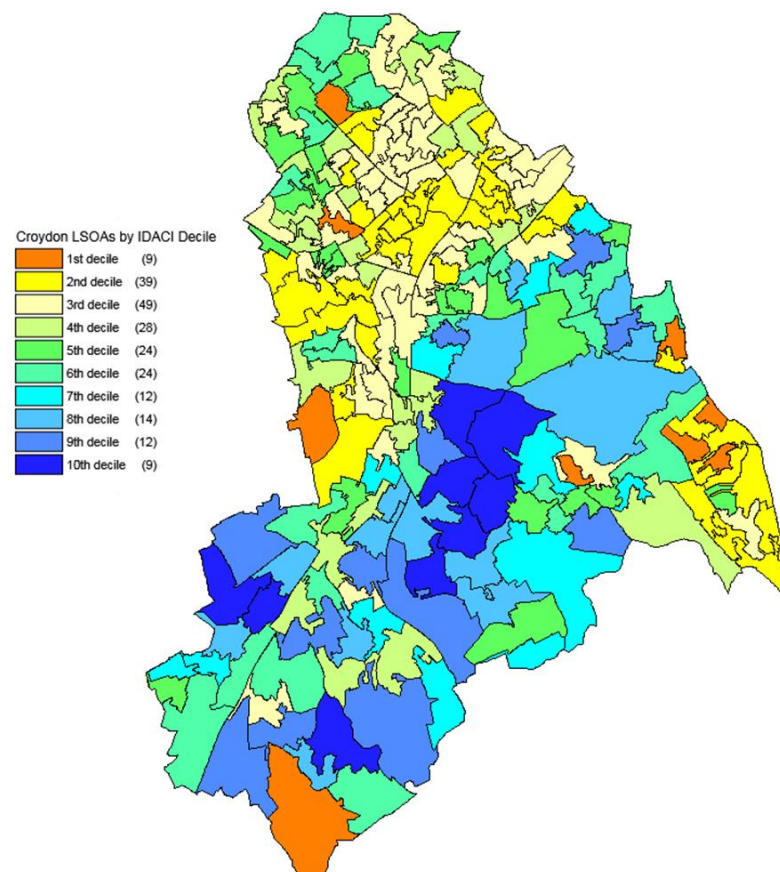 Croydon LSOAs by IDACI Decile
1st decile (9)
2nd decile (39)
3rd decile (49)
4th decile (28)
5th decile (24)
6th decile (24)
7th decile (12)
8th decile (14)
9th decile (12)
10th decile (9)